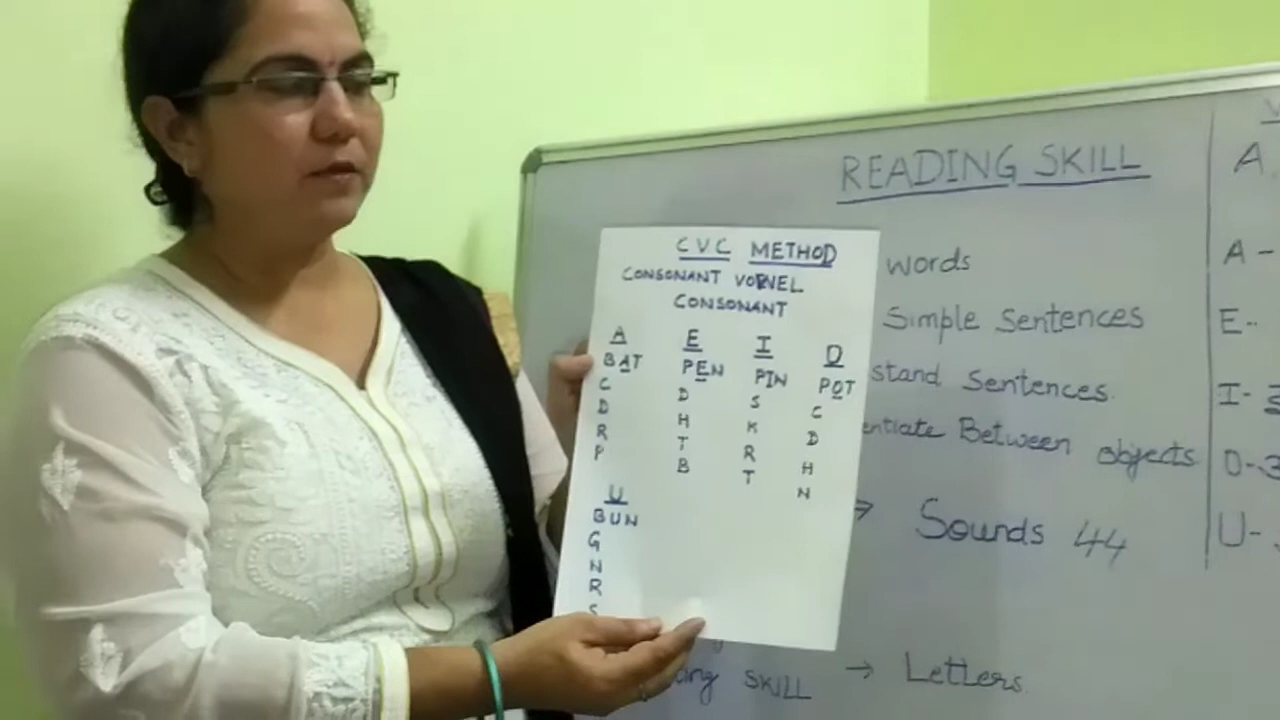 READING SKILL
words
Simple Sentences
stand Sentences.
entiate Between objects
→ Sounds 44
SKILL → Letters
A
A -
E-
I-
O-
U-
CVC METHOD
CONSONANT VOWEL
CONSONANT
A E I O
BAT PEN PIN POT
C D S C
D H K D
R T R H
P B T N
U
BUN
G
N
R
S